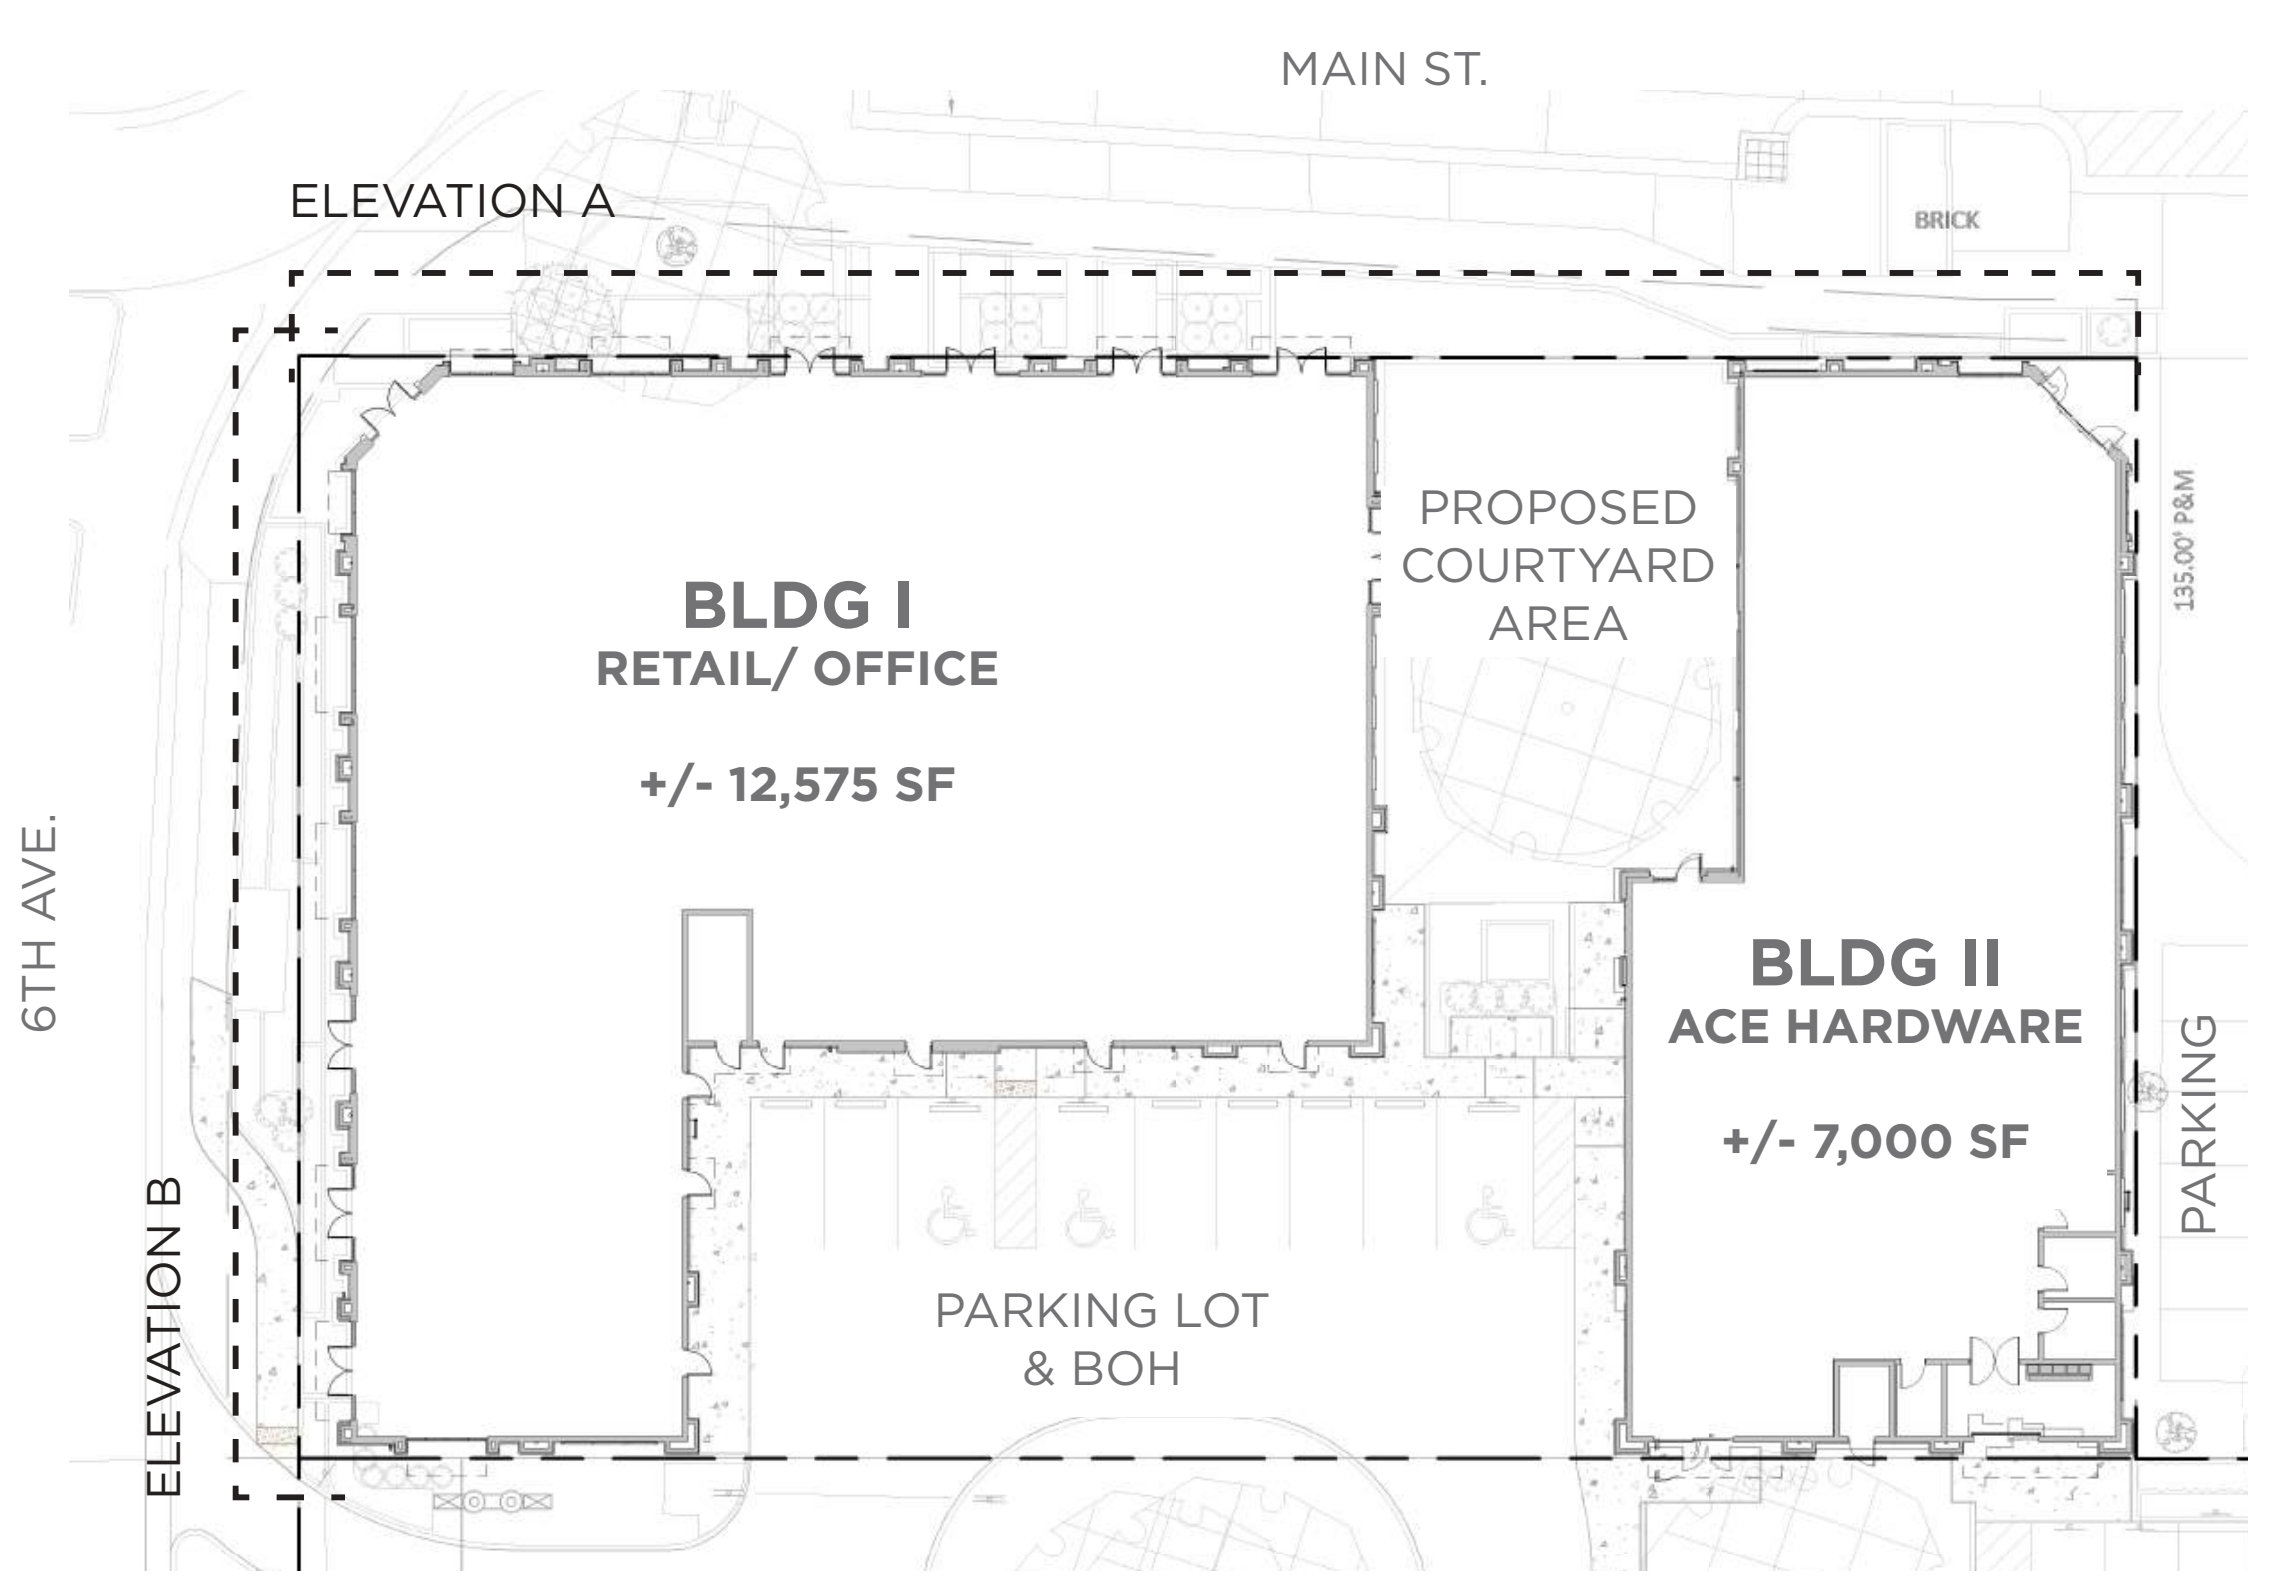 MAIN ST.
ELEVATION A
BRICK
135.00' P&M
PROPOSED
COURTYARD
AREA
BLDG I
RETAIL/ OFFICE
+/- 12,575 SF
6TH AVE.
BLDG II
ACE HARDWARE
+/- 7,000 SF
PARKING
ELEVATION B
PARKING LOT
& BOH